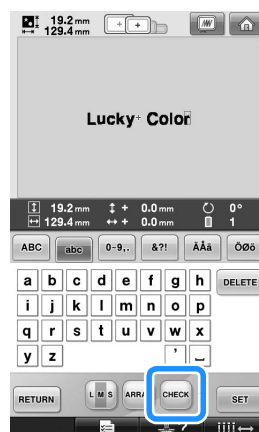 19.2 mm
129.4 mm
Lucky Color
19.2 mm + 0.0 mm 0°
129.4 mm + 0.0 mm 1
ABC abc 0-9,. &?! ÄÅä ÖØö
a b c d e f g h DELETE
i j k l m n o p
q r s t u v w x
y z ' ⎵
RETURN L M S ARRA CHECK SET